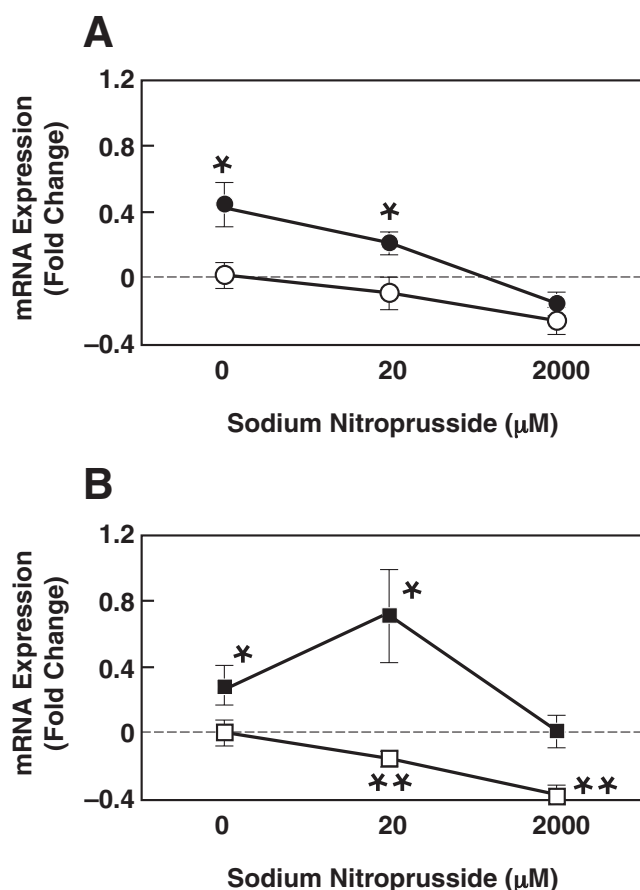 A
mRNA Expression
(Fold Change)
1.2
0.8
0.4
0
–0.4
*
*
0 20 2000
Sodium Nitroprusside (μM)
B
mRNA Expression
(Fold Change)
1.2
0.8
0.4
0
–0.4
*
*
**
**
0 20 2000
Sodium Nitroprusside (μM)